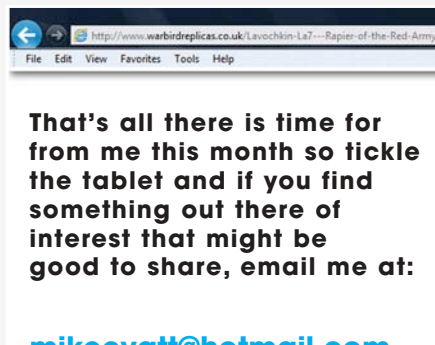 http://www.warbirdreplicas.co.uk/Lavochkin-La7---Rapier-of-the-Red-Army
File Edit View Favorites Tools Help
That's all there is time for
from me this month so tickle
the tablet and if you find
something out there of
interest that might be
good to share, email me at: